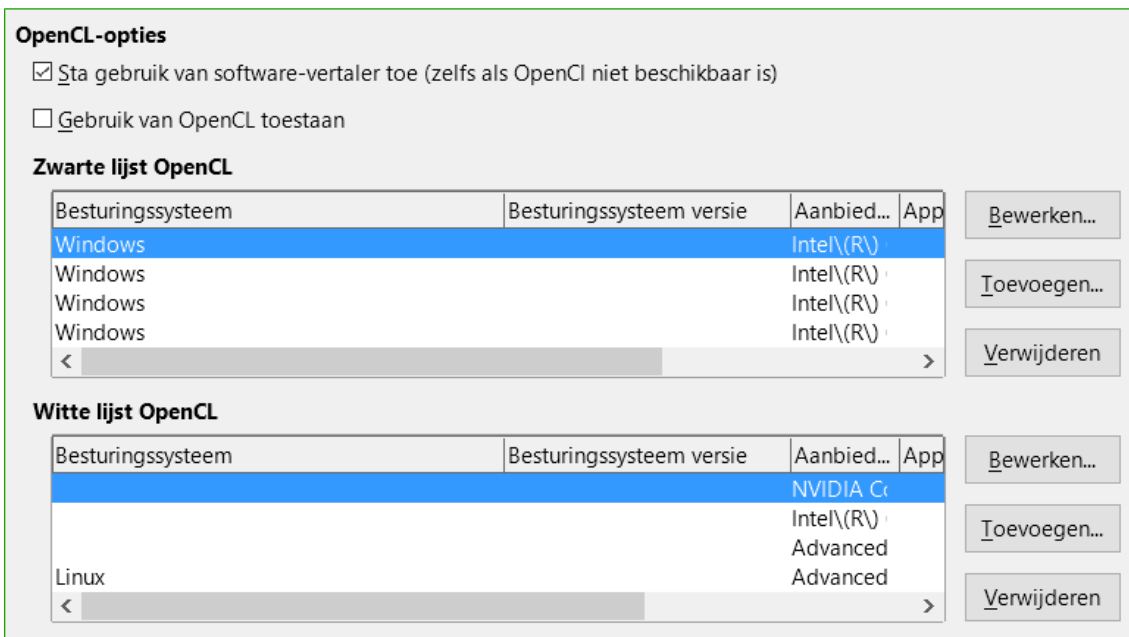 OpenCL-opties
Sta gebruik van software-vertaler toe (zelfs als OpenCl niet beschikbaar is)
Gebruik van OpenCL toestaan
Zwarte lijst OpenCL
Besturingssysteem Besturingssysteem versie Aanbied... App
Bewerken...
Windows Intel\(R\)
Windows Intel\(R\)
Toevoegen...
Windows Intel\(R\)
Windows Intel\(R\)
Verwijderen
Witte lijst OpenCL
Besturingssysteem Besturingssysteem versie Aanbied... App
Bewerken...
NVIDIA Co
Intel\(R\)
Toevoegen...
Advanced
Linux Advanced
Verwijderen